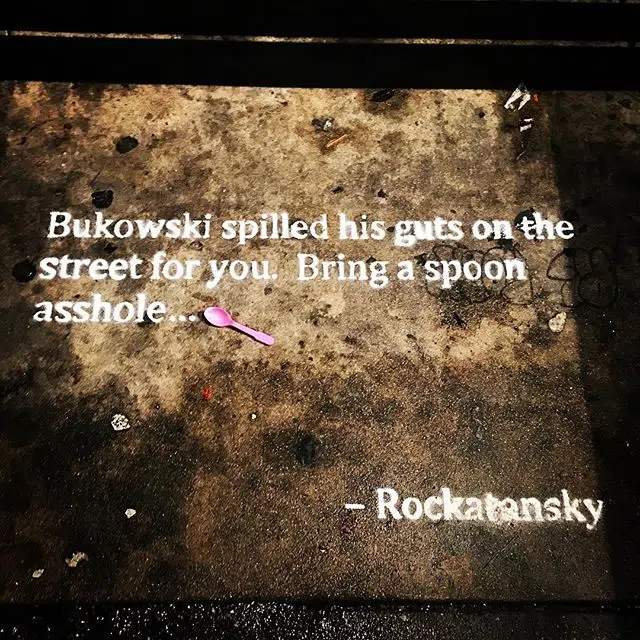 Bukowski spilled his guts on the
street for you. Bring a spoon
asshole...
- Rockatansky